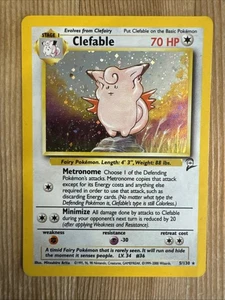 STAGE 1
Evolves from Clefairy
Put Clefable on the Basic Pokémon
Clefable
70 HP
Fairy Pokémon. Length: 4' 3", Weight: 88 lbs.
Metronome Choose 1 of the Defending
Pokémon's attacks. Metronome copies that attack
except for its Energy costs and anything else
required in order to use that attack, such as
discarding Energy cards. (No matter what type the
Defending Pokémon is, Clefable's type is still Colorless.)
Minimize All damage done by attacks to Clefable
during your opponent's next turn is reduced by 20
(after applying Weakness and Resistance).
weakness
resistance
retreat cost
-30
A timid Fairy Pokémon that is rarely seen. It will run and hide
the moment it senses people. LV. 34 #36
Illus. Mitsuhiro Arita
5/130